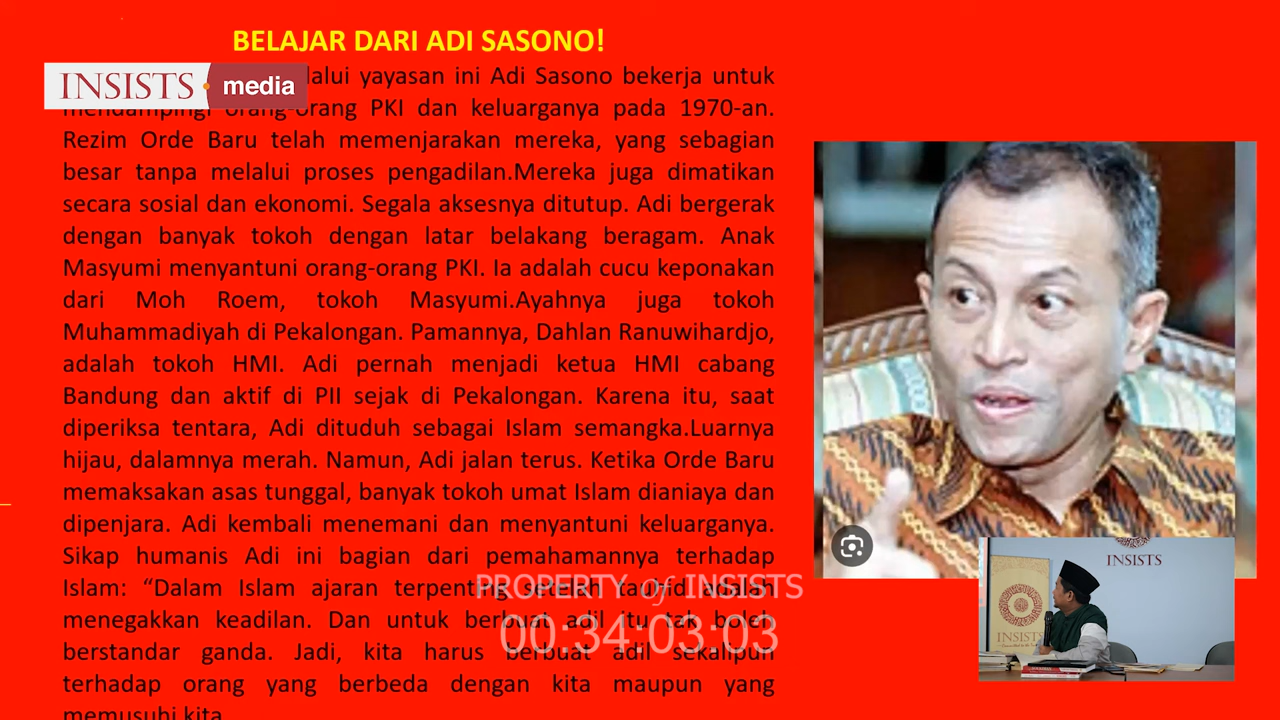 BELAJAR DARI ADI SASONO!
INSISTS media
yayasan ini Adi Sasono bekerja untuk
mendampingi orang-orang PKI dan keluarganya pada 1970-an.
Rezim Orde Baru telah memenjarakan mereka, yang sebagian
besar tanpa melalui proses pengadilan.Mereka juga dimatikan
secara sosial dan ekonomi. Segala aksesnya ditutup. Adi bergerak
dengan banyak tokoh dengan latar belakang beragam. Anak
Masyumi menyantuni orang-orang PKI. Ia adalah cucu keponakan
dari Moh Roem, tokoh Masyumi.Ayahnya juga tokoh
Muhammadiyah di Pekalongan. Pamannya, Dahlan Ranuwihardjo,
adalah tokoh HMI. Adi pernah menjadi ketua HMI cabang
Bandung dan aktif di PII sejak di Pekalongan. Karena itu, saat
diperiksa tentara, Adi dituduh sebagai Islam semangka.Luarnya
hijau, dalamnya merah. Namun, Adi jalan terus. Ketika Orde Baru
memaksakan asas tunggal, banyak tokoh umat Islam dianiaya dan
dipenjara. Adi kembali menemani dan menyantuni keluarganya.
Sikap humanis Adi ini bagian dari pemahamannya terhadap
Islam: “Dalam Islam ajaran terpenting setelah tauhid adalah
menegakkan keadilan. Dan untuk berbuat adil itu tak boleh
berstandar ganda. Jadi, kita harus berbuat adil sekalipun
terhadap orang yang berbeda dengan kita maupun yang
memusuhi kita
PROPERTY of INSISTS
00:34:03:03
INSISTS
INSISTS